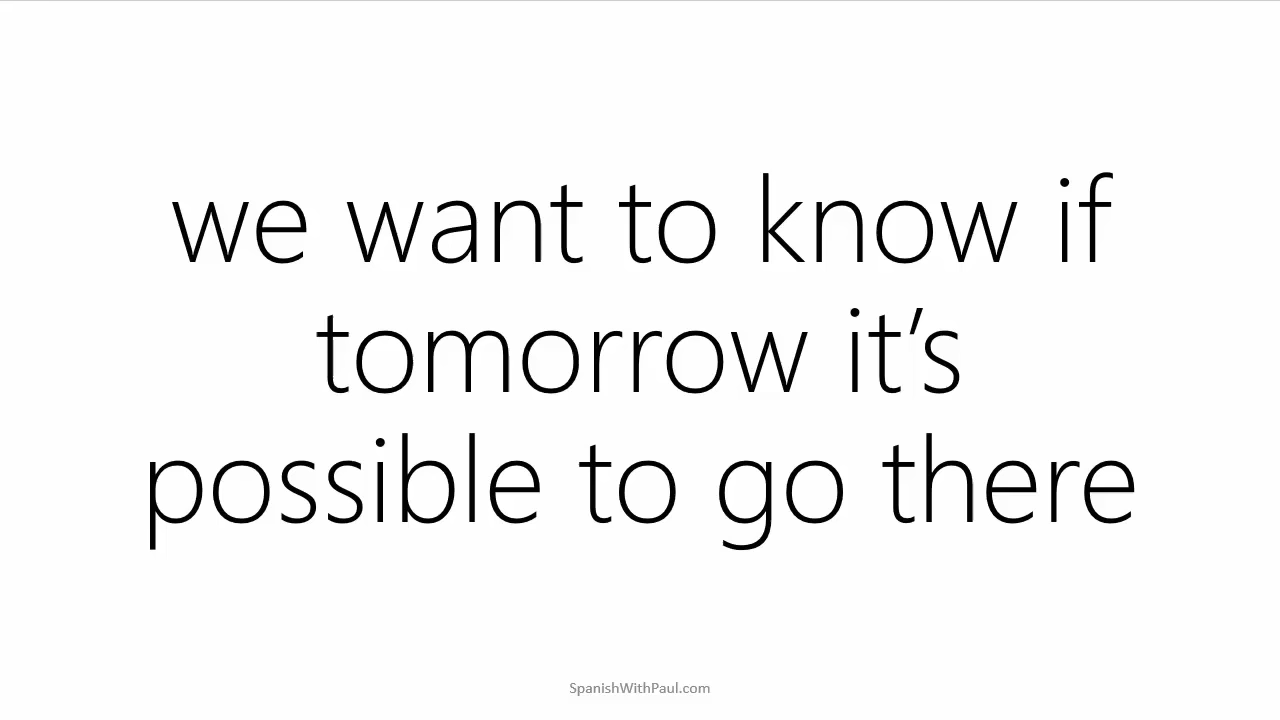 we want to know if
tomorrow it’s
possible to go there
SpanishWithPaul.com